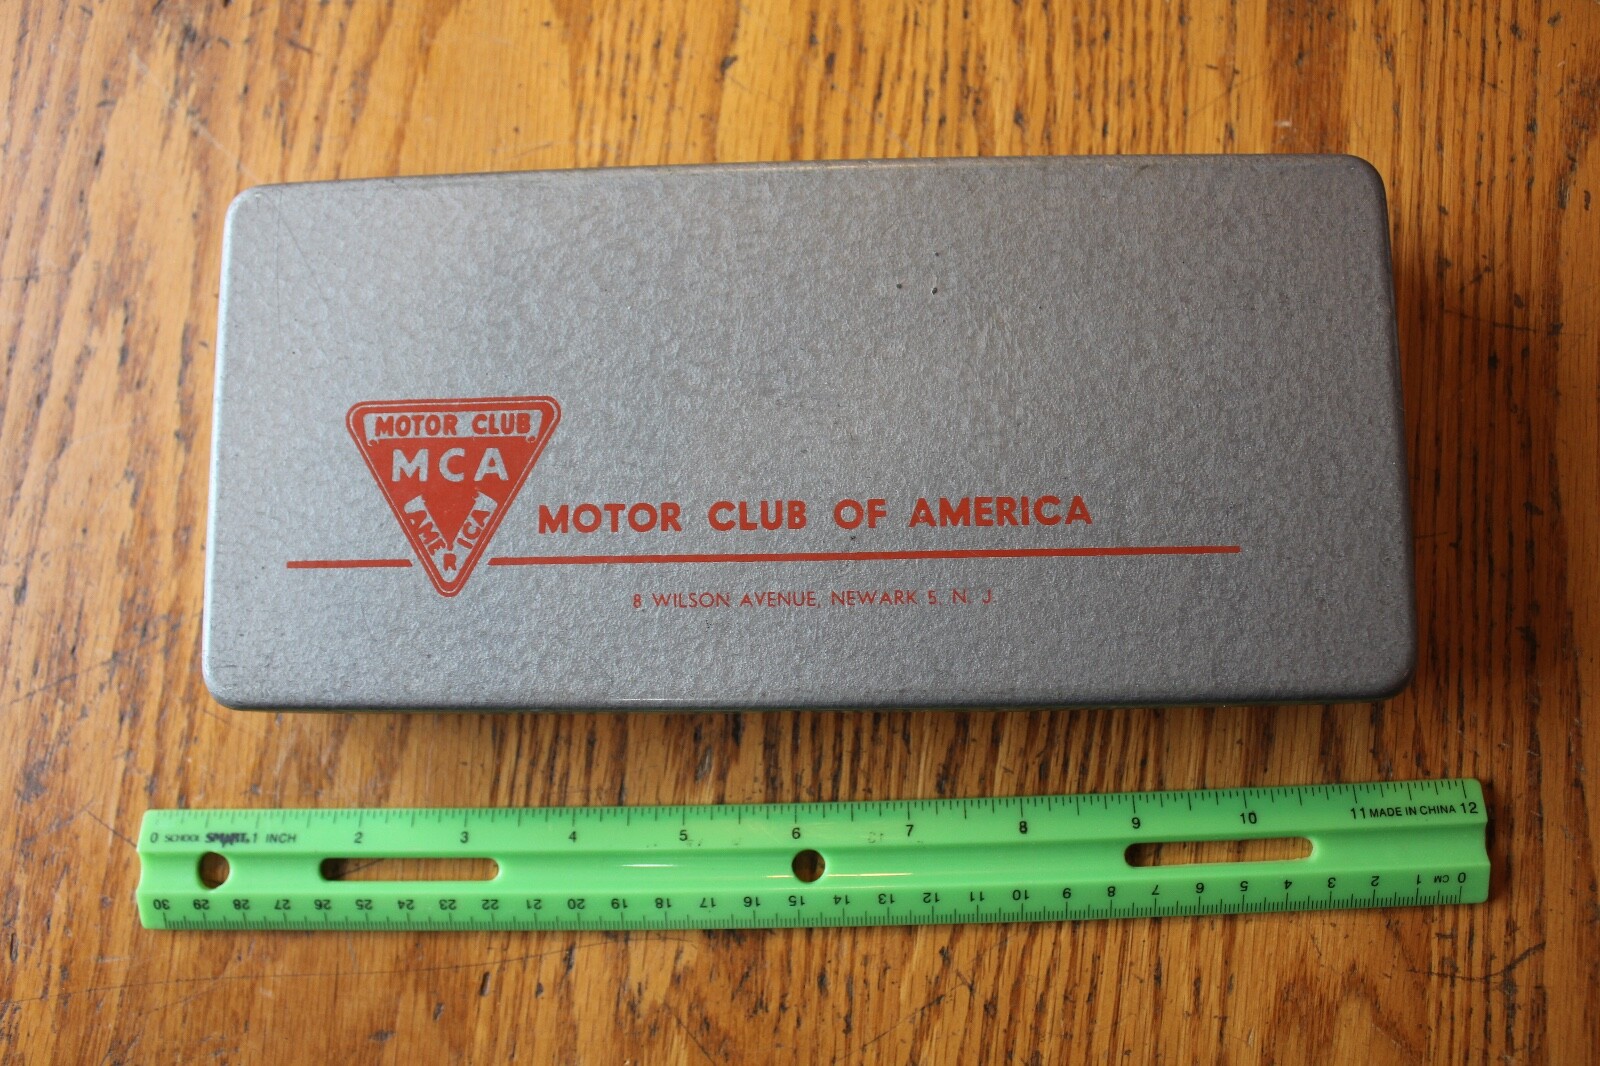 MOTOR CLUB
MCA
AMERICA
MOTOR CLUB OF AMERICA
8 WILSON AVENUE, NEWARK 5, N. J.
0 SCHOOL SMART. 1 INCH 2 3 4 5 6 7 8 9 10 11 MADE IN CHINA 12
30 29 28 27 26 25 24 23 22 21 20 19 18 17 16 15 14 13 12 11 10 9 8 7 6 5 4 3 2 1 CM 0